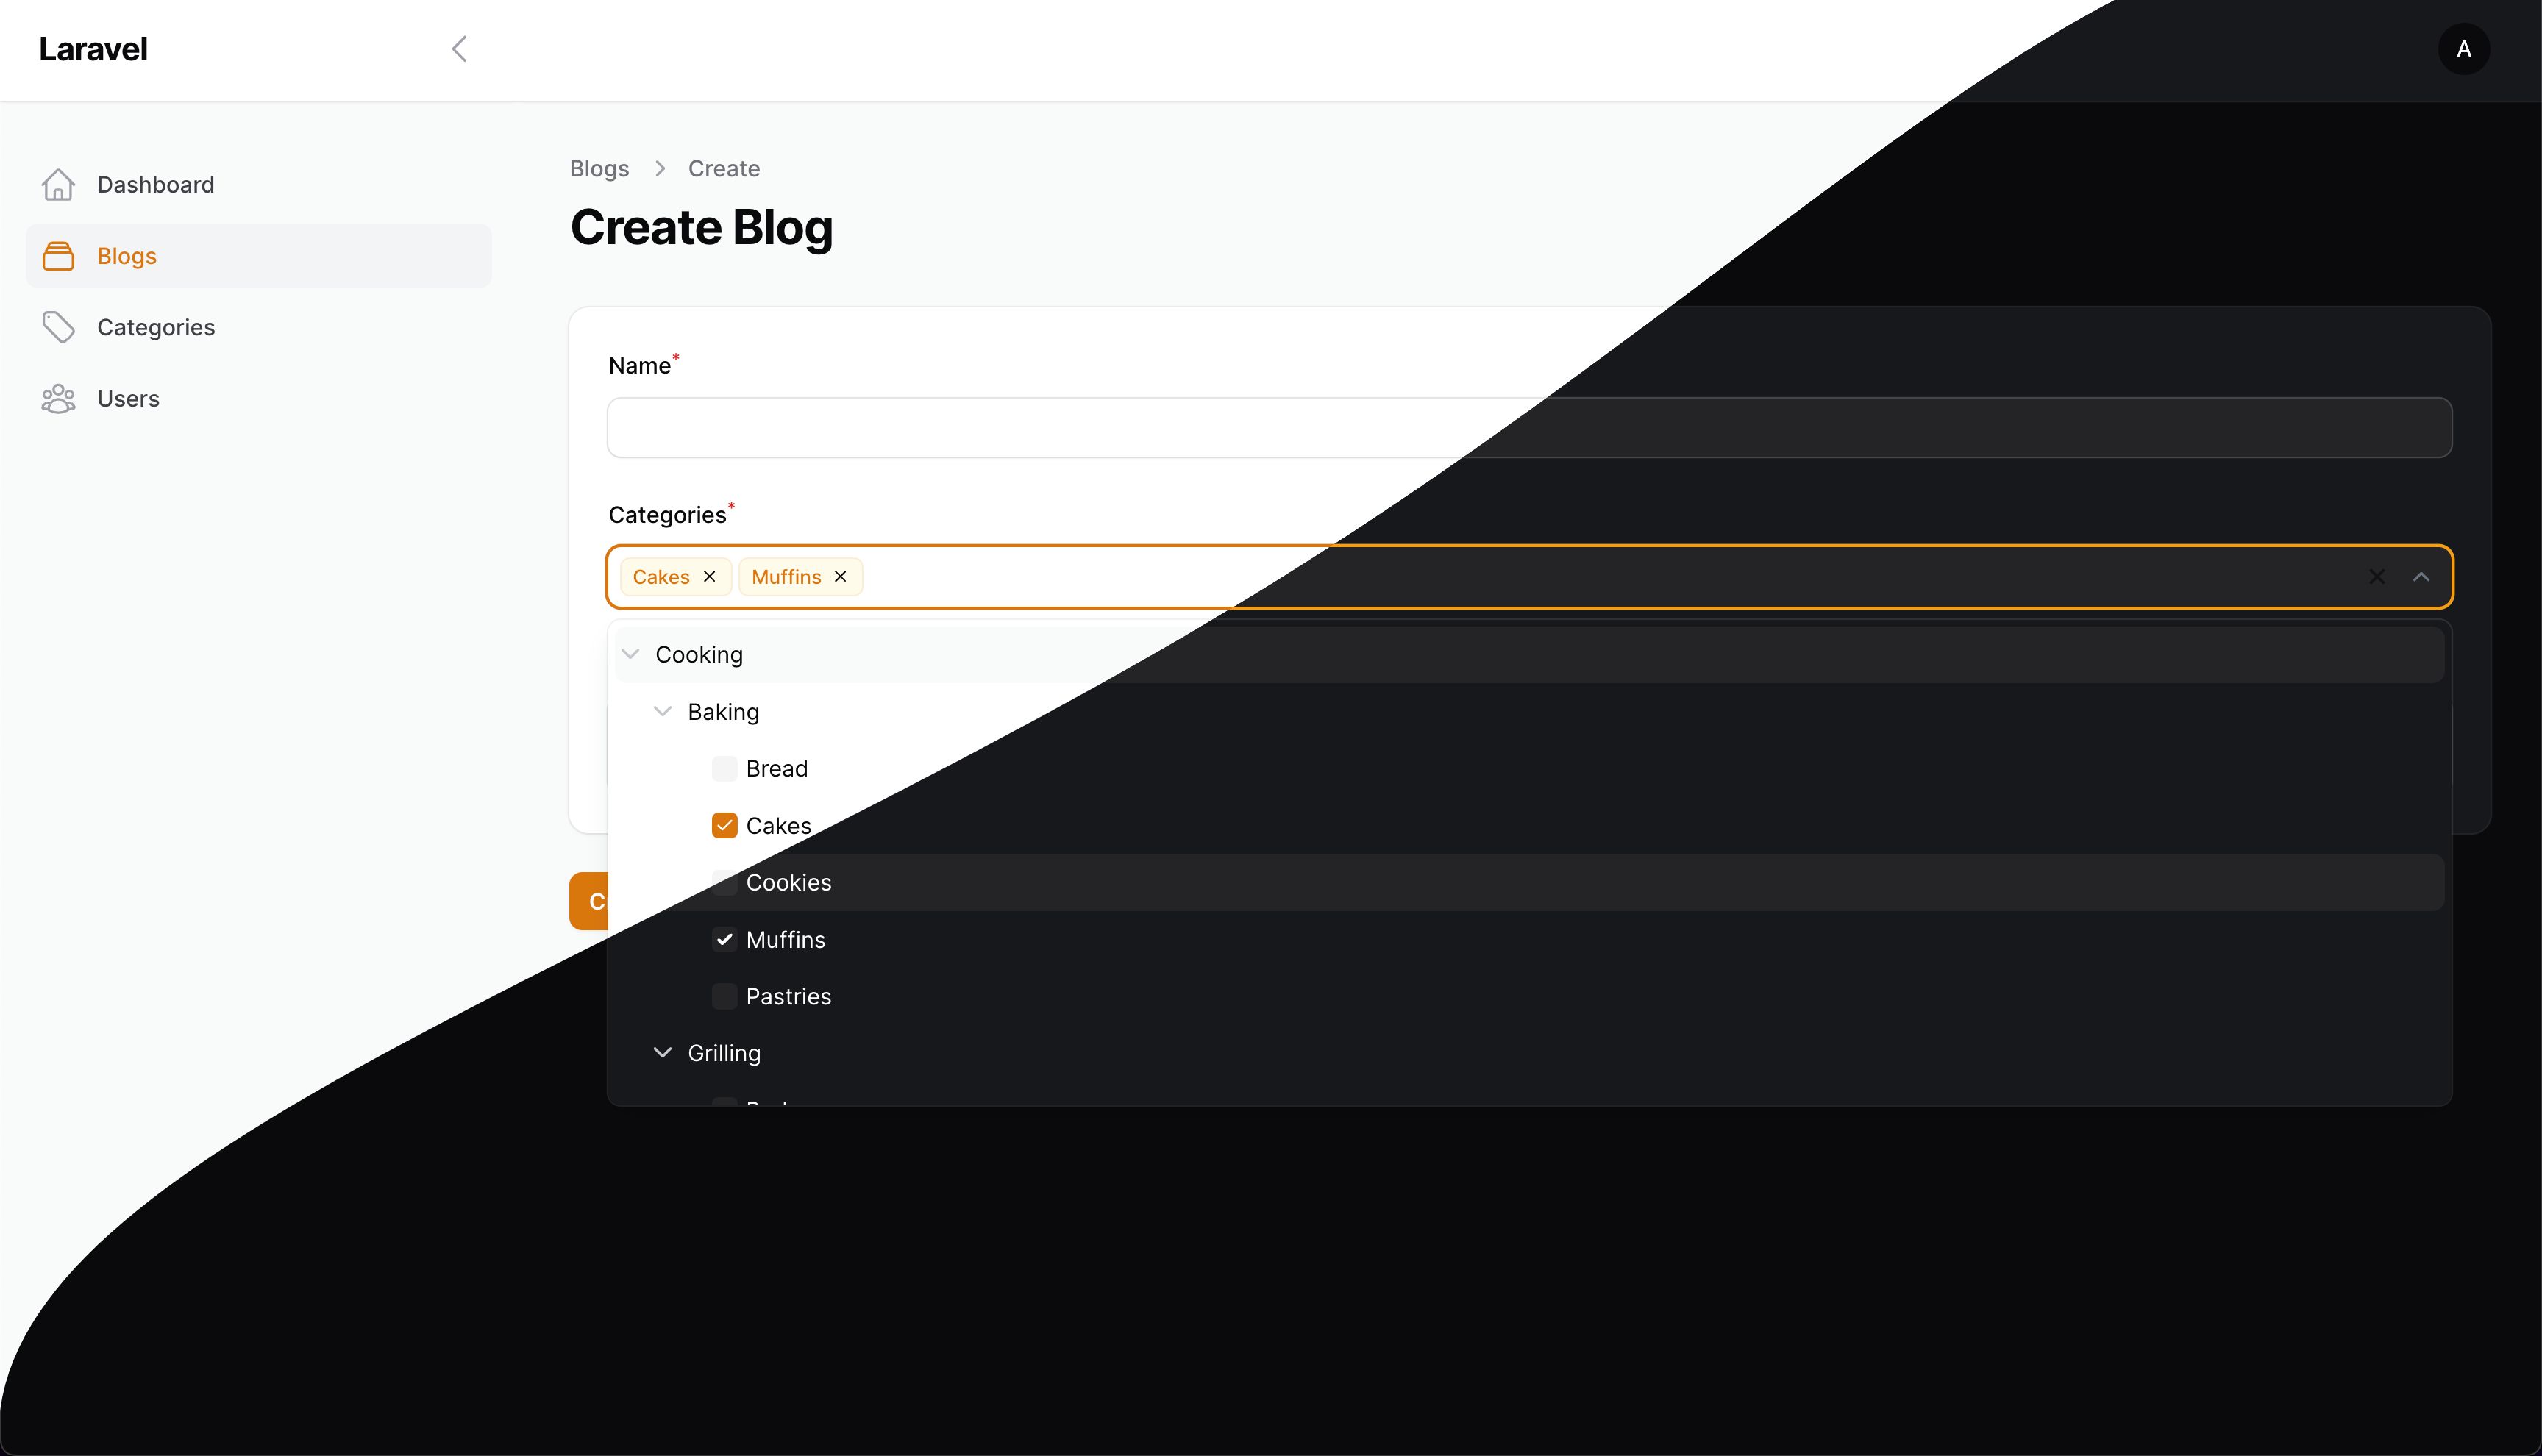 Laravel
A
Dashboard
Blogs
Categories
Users
Blogs > Create
Create Blog
Name*
Categories*
Cakes × Muffins ×
Cooking
Baking
Bread
Cakes
Cookies
Muffins
Pastries
Grilling